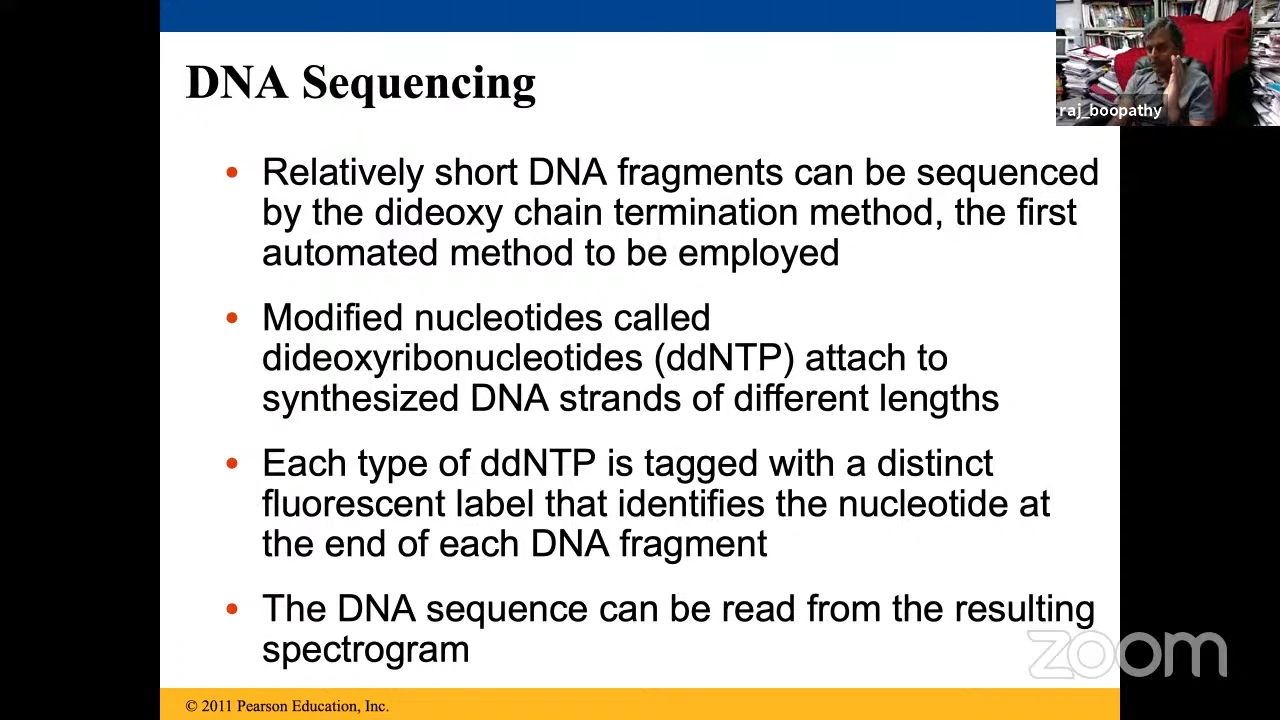 DNA Sequencing
raj_boopathy
• Relatively short DNA fragments can be sequenced
by the dideoxy chain termination method, the first
automated method to be employed
• Modified nucleotides called
dideoxyribonucleotides (ddNTP) attach to
synthesized DNA strands of different lengths
• Each type of ddNTP is tagged with a distinct
fluorescent label that identifies the nucleotide at
the end of each DNA fragment
• The DNA sequence can be read from the resulting
spectrogram
zoom
© 2011 Pearson Education, Inc.